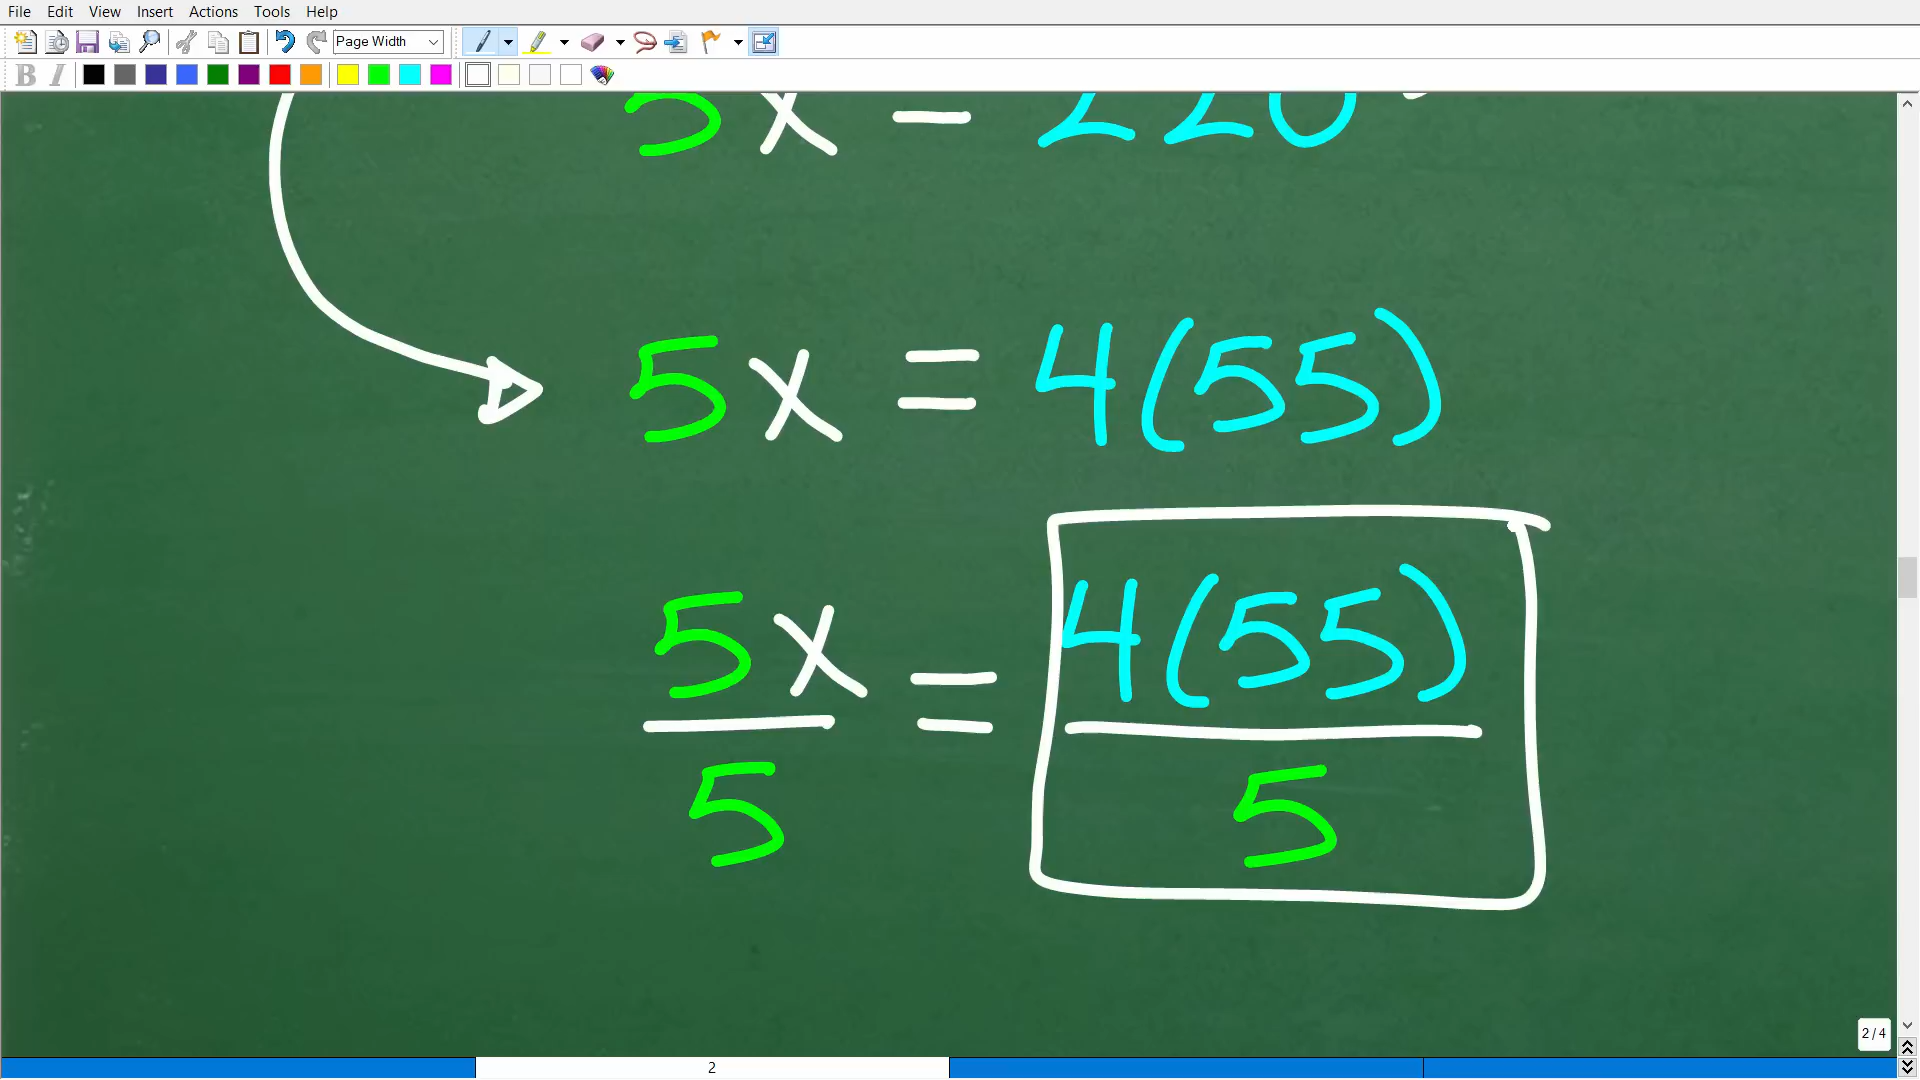 File Edit View Insert Actions Tools Help
Page Width
B I
5x = 220
5x = 4(55)
5x/5 = 4(55)/5
2 / 4
2